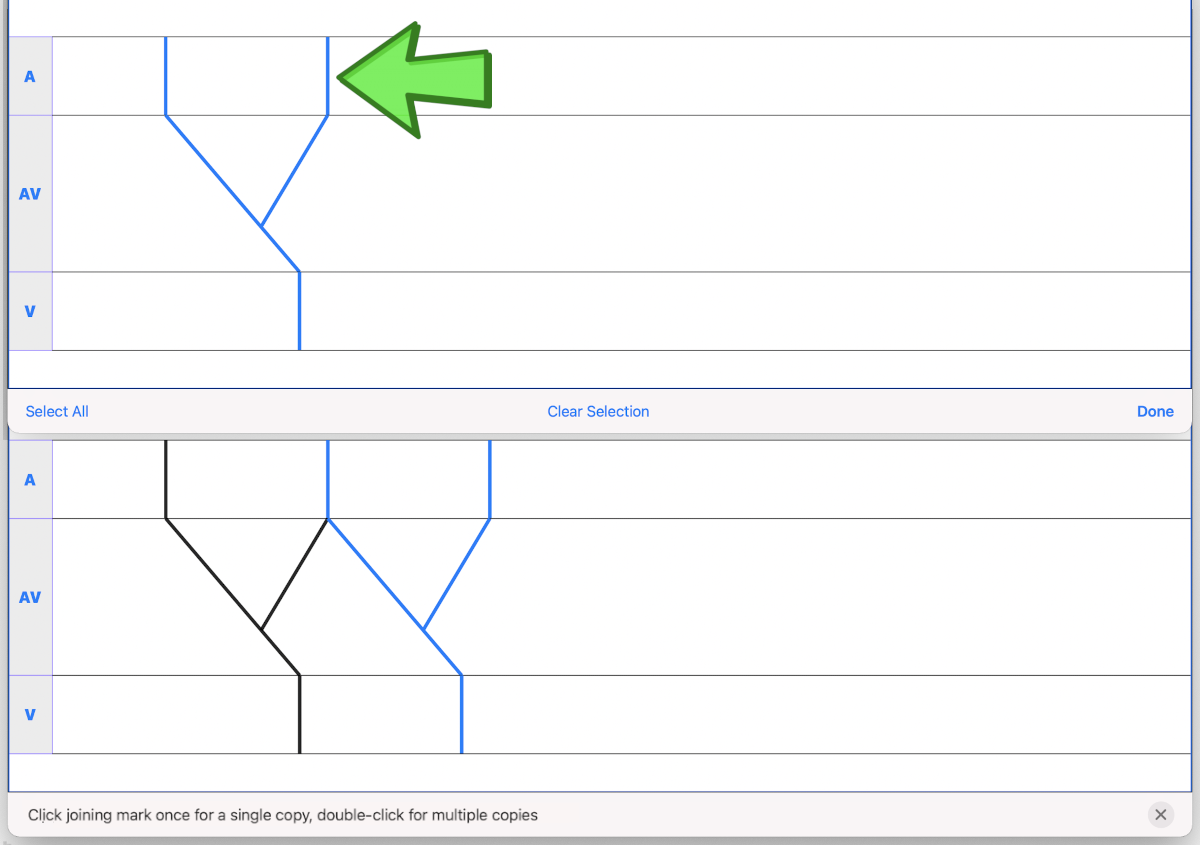 A
AV
V
Select All Clear Selection Done
A
AV
V
Click joining mark once for a single copy, double-click for multiple copies